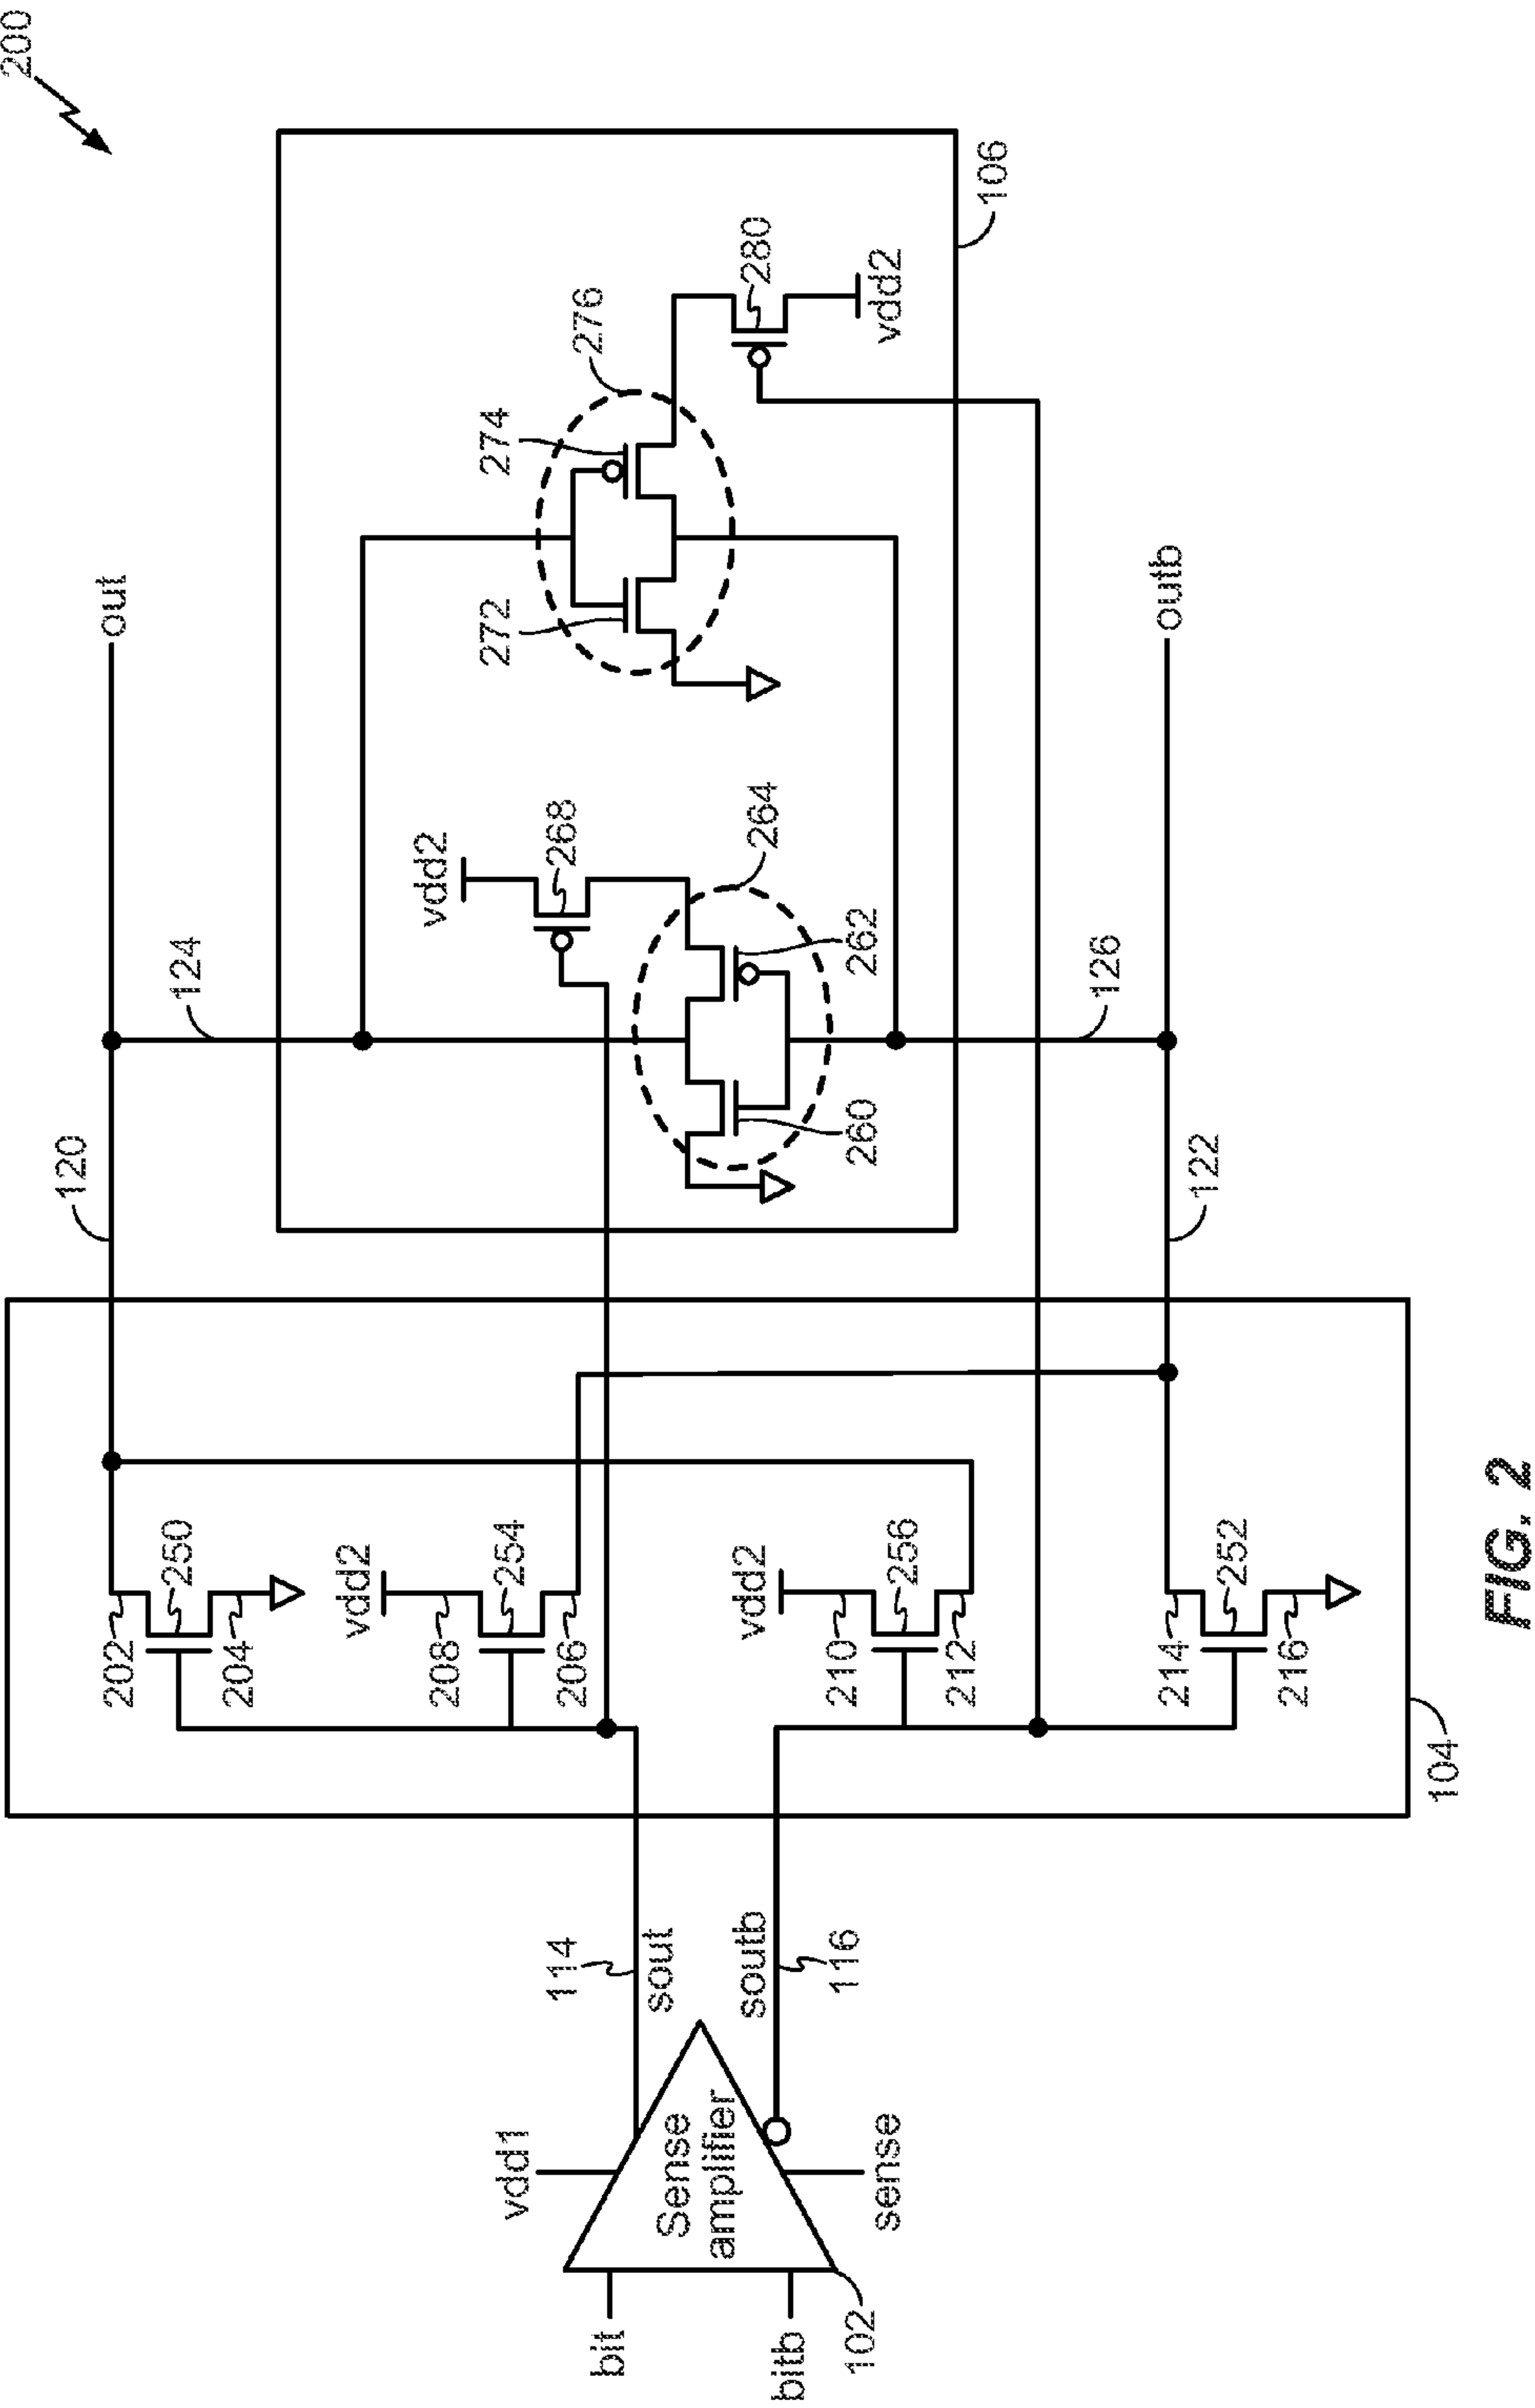 200
out
120
124
202
250
204
vdd2
208
254
206
vdd2
268
264
262
260
276
274
272
280
vdd2
106
vdd2
210
256
212
214
252
216
104
126
122
outb
114
sout
soutb
116
vdd1
Sense
amplifier
sense
bit
bitb
102
FIG. 2